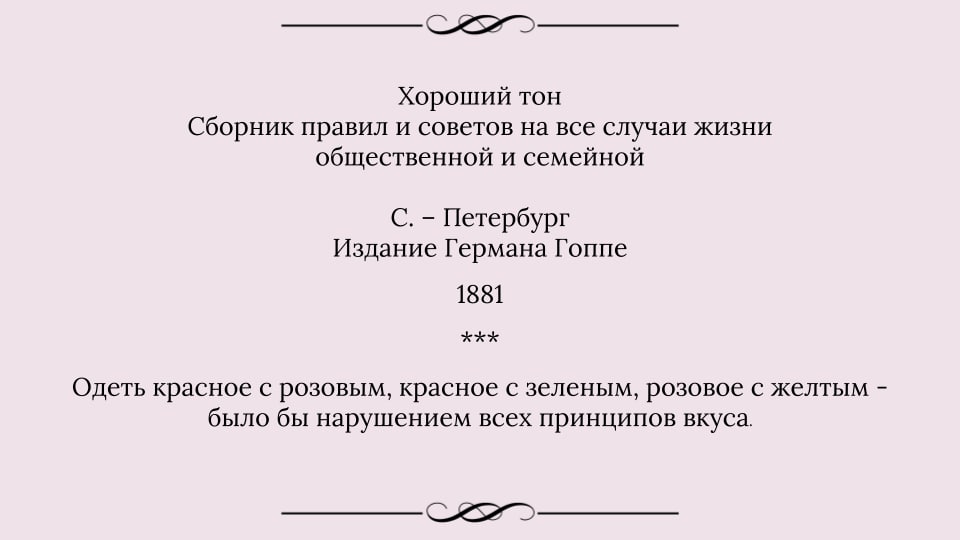 Хороший тон
Сборник правил и советов на все случаи жизни
общественной и семейной
С. – Петербург
Издание Германа Гоппе
1881
***
Одеть красное с розовым, красное с зеленым, розовое с желтым -
было бы нарушением всех принципов вкуса.